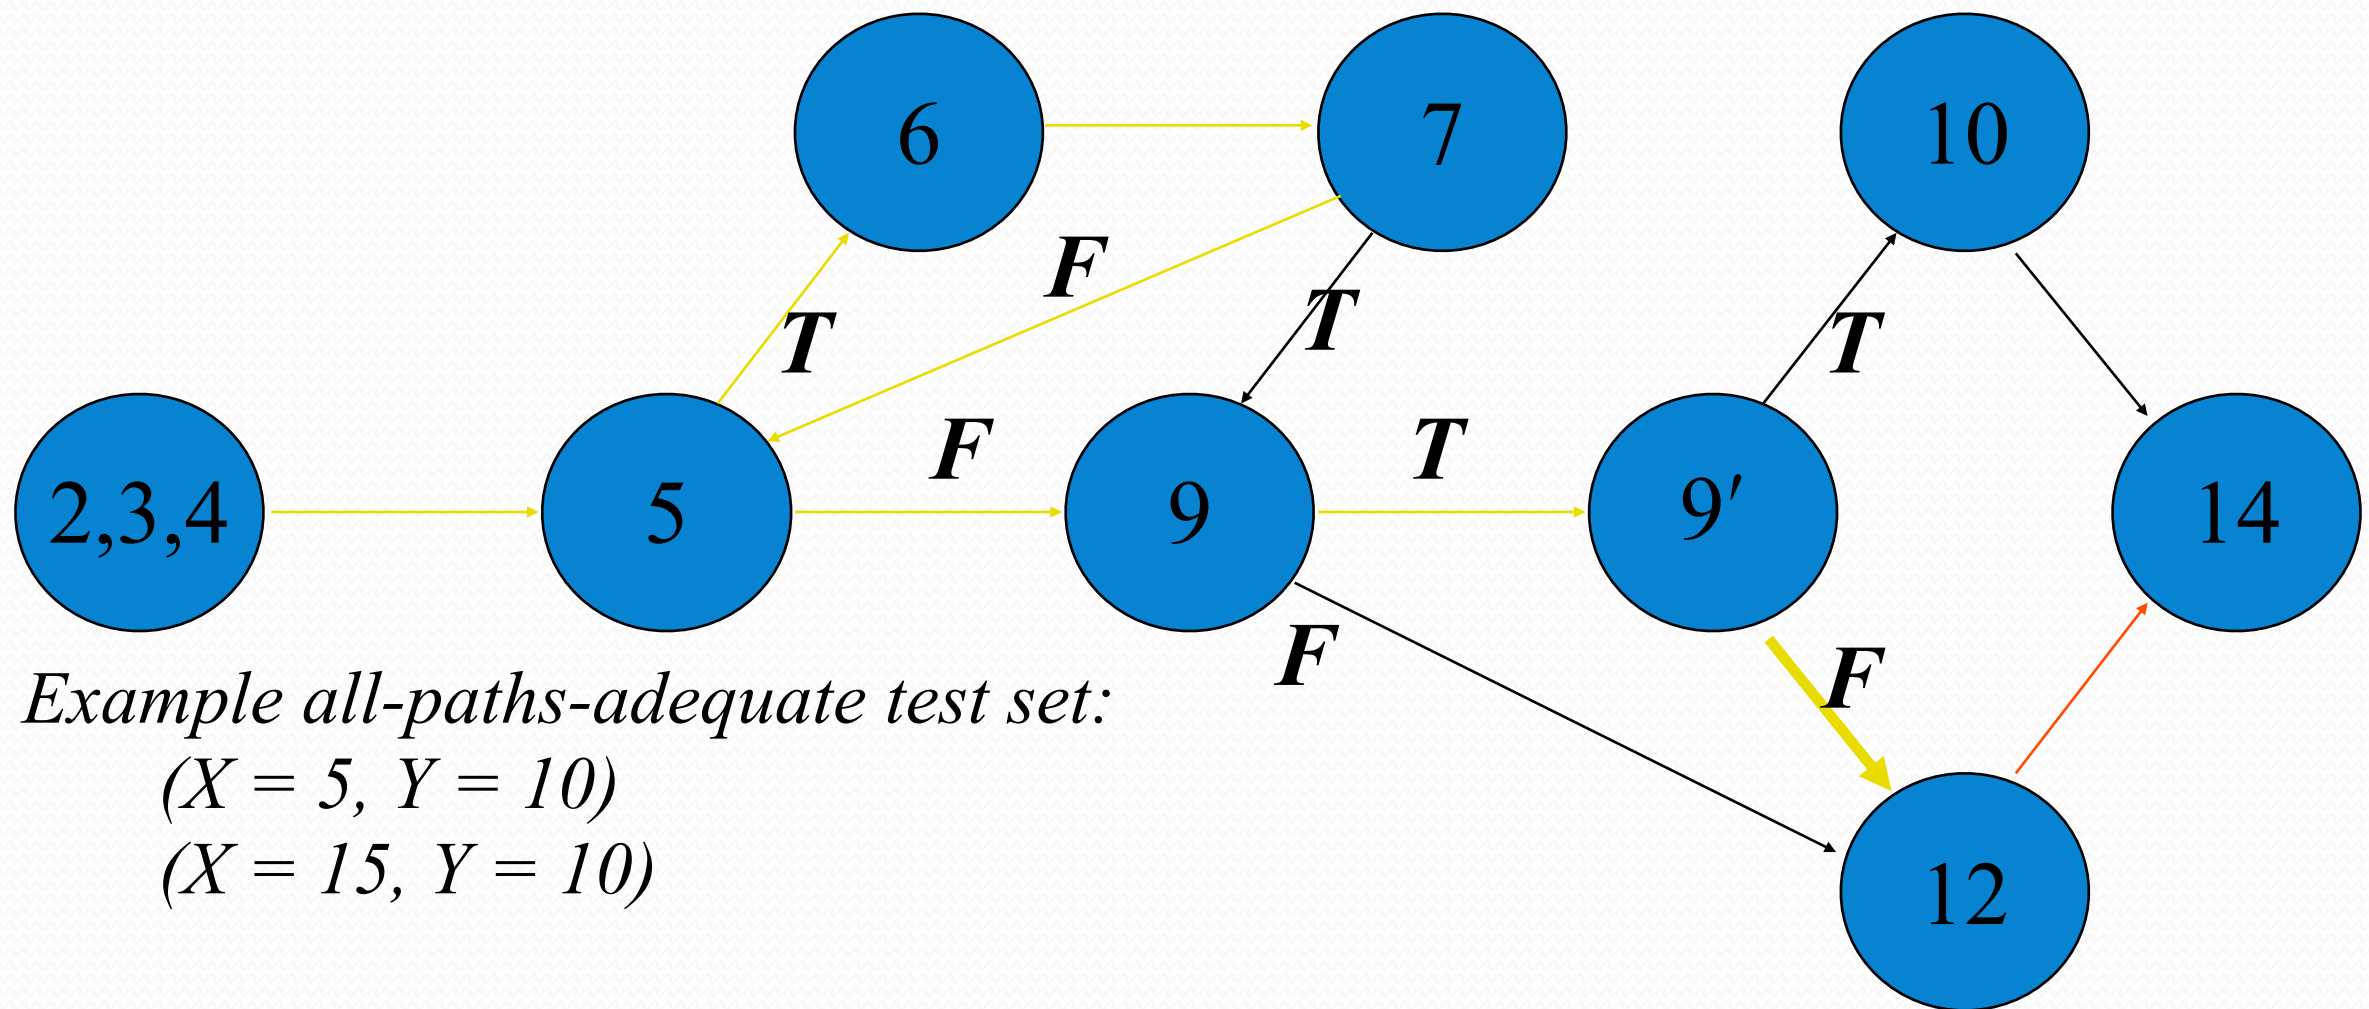 6
7
10
F
T
T
T
F
T
2,3,4
5
9
9′
14
F
F
Example all-paths-adequate test set:
(X = 5, Y = 10)
(X = 15, Y = 10)
12